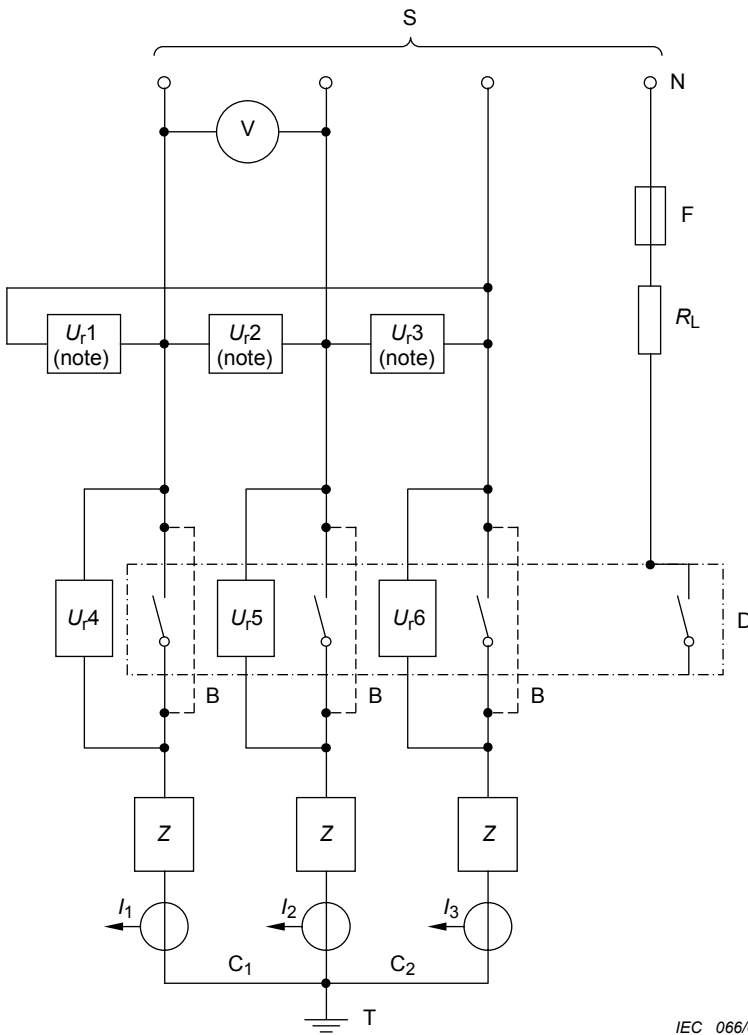 S
N
V
F
R_L
U_r1 (note)
U_r2 (note)
U_r3 (note)
U_r4
U_r5
U_r6
D
B
B
B
Z
Z
Z
I_1
I_2
I_3
C_1
C_2
T
IEC 066/